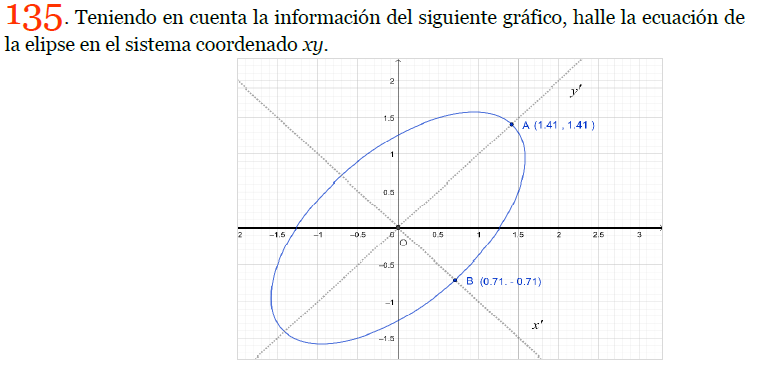 135. Teniendo en cuenta la información del siguiente gráfico, halle la ecuación de
la elipse en el sistema coordenado xy.
2
y'
1.5
A (1.41 , 1.41 )
1
0.5
2 −1.5 −1 −0.5 0 0.5 1 1.5 2 2.5 3
O
−0.5
B (0.71. - 0.71)
−1
x'
−1.5